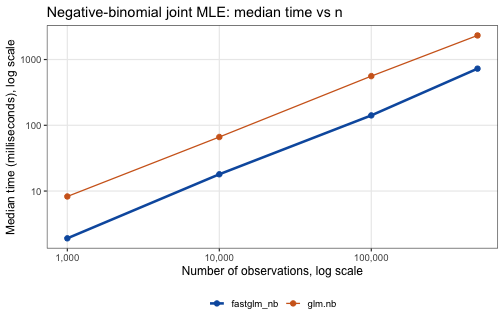 Negative-binomial joint MLE: median time vs n
Median time (milliseconds), log scale
1000
100
10
1,000
10,000
100,000
Number of observations, log scale
fastglm_nb
glm.nb